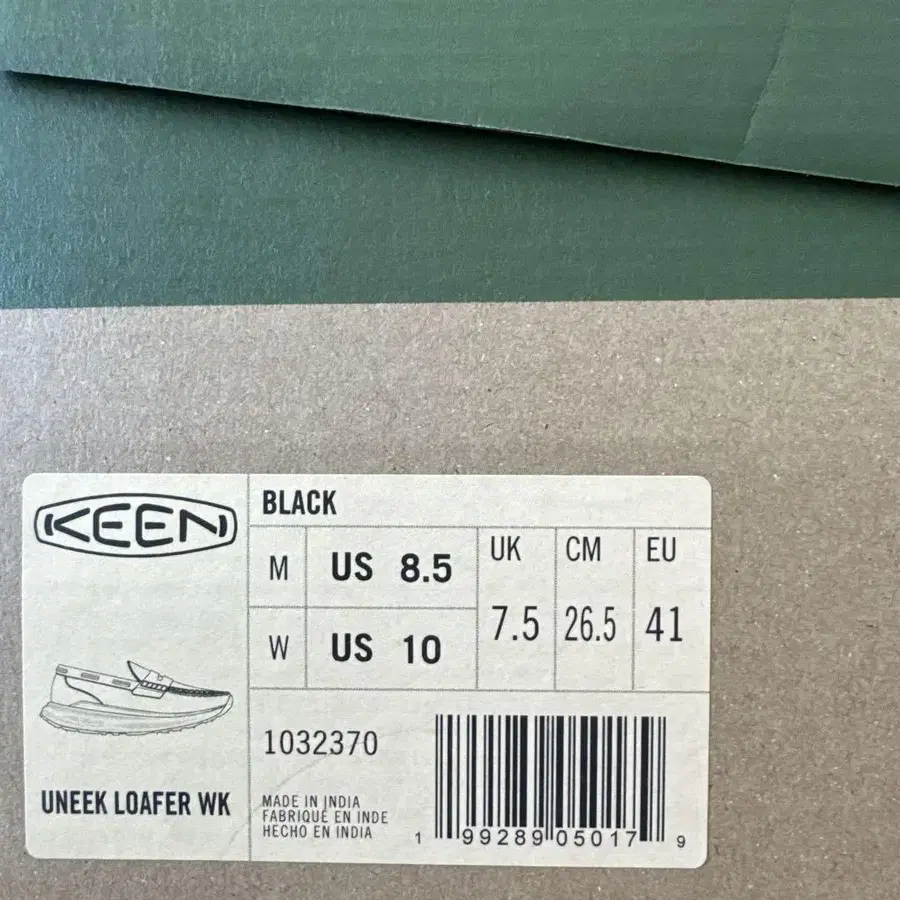 KEEN
BLACK
M US 8.5
W US 10
UK CM EU
7.5 26.5 41
UNEEK LOAFER WK
1032370
MADE IN INDIA
FABRIQUÉ EN INDE
HECHO EN INDIA
1 99289 05017 9